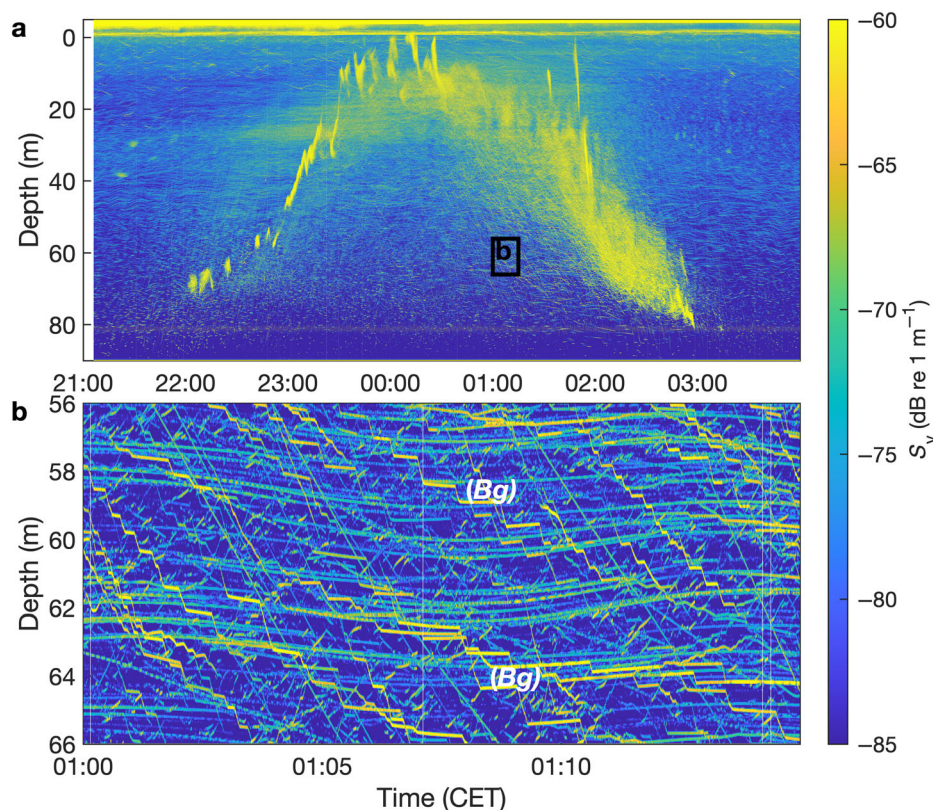 a
0
20
40
60
80
Depth (m)
b
21:00 22:00 23:00 00:00 01:00 02:00 03:00
b
56
58
60
62
64
66
Depth (m)
(Bg)
(Bg)
01:00 01:05 01:10
Time (CET)
−60
−65
−70
−75
−80
−85
Sv (dB re 1 m−1)